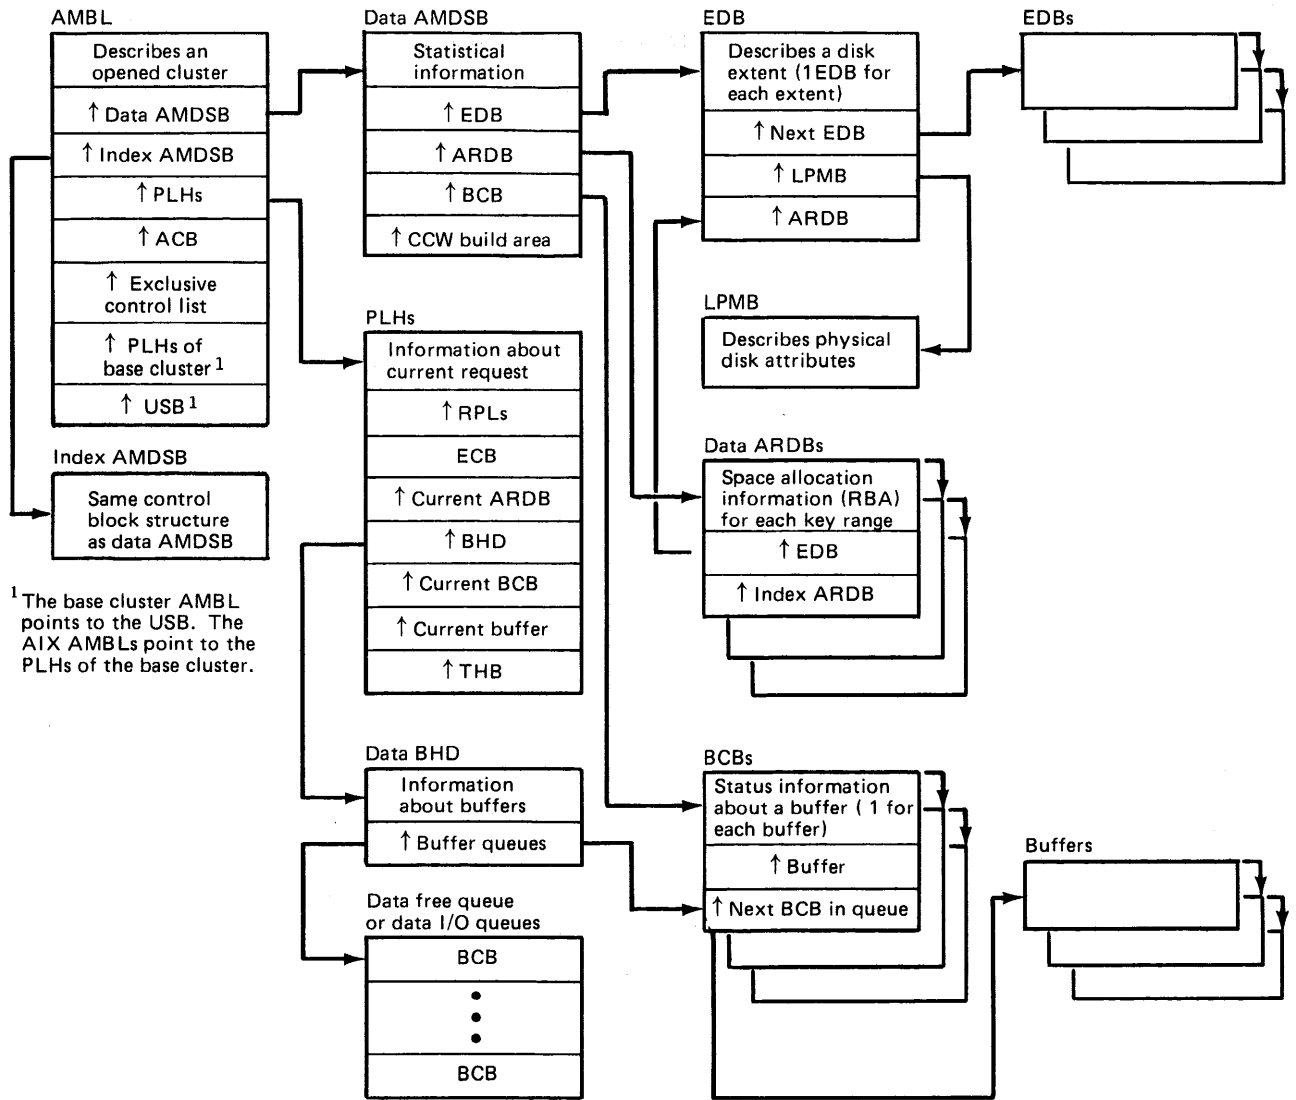 AMBL
Describes an
opened cluster
↑ Data AMDSB
↑ Index AMDSB
↑ PLHs
↑ ACB
↑ Exclusive
control list
↑ PLHs of
base cluster 1
↑ USB 1
Index AMDSB
Same control
block structure
as data AMDSB
1 The base cluster AMBL
points to the USB. The
AIX AMBLs point to the
PLHs of the base cluster.
Data AMDSB
Statistical
information
↑ EDB
↑ ARDB
↑ BCB
↑ CCW build area
PLHs
Information about
current request
↑ RPLs
ECB
↑ Current ARDB
↑ BHD
↑ Current BCB
↑ Current buffer
↑ THB
Data BHD
Information
about buffers
↑ Buffer queues
Data free queue
or data I/O queues
BCB
BCB
EDB
Describes a disk
extent (1EDB for
each extent)
↑ Next EDB
↑ LPMB
↑ ARDB
LPMB
Describes physical
disk attributes
Data ARDBs
Space allocation
information (RBA)
for each key range
↑ EDB
↑ Index ARDB
BCBs
Status information
about a buffer ( 1 for
each buffer)
↑ Buffer
↑ Next BCB in queue
EDBs
Buffers